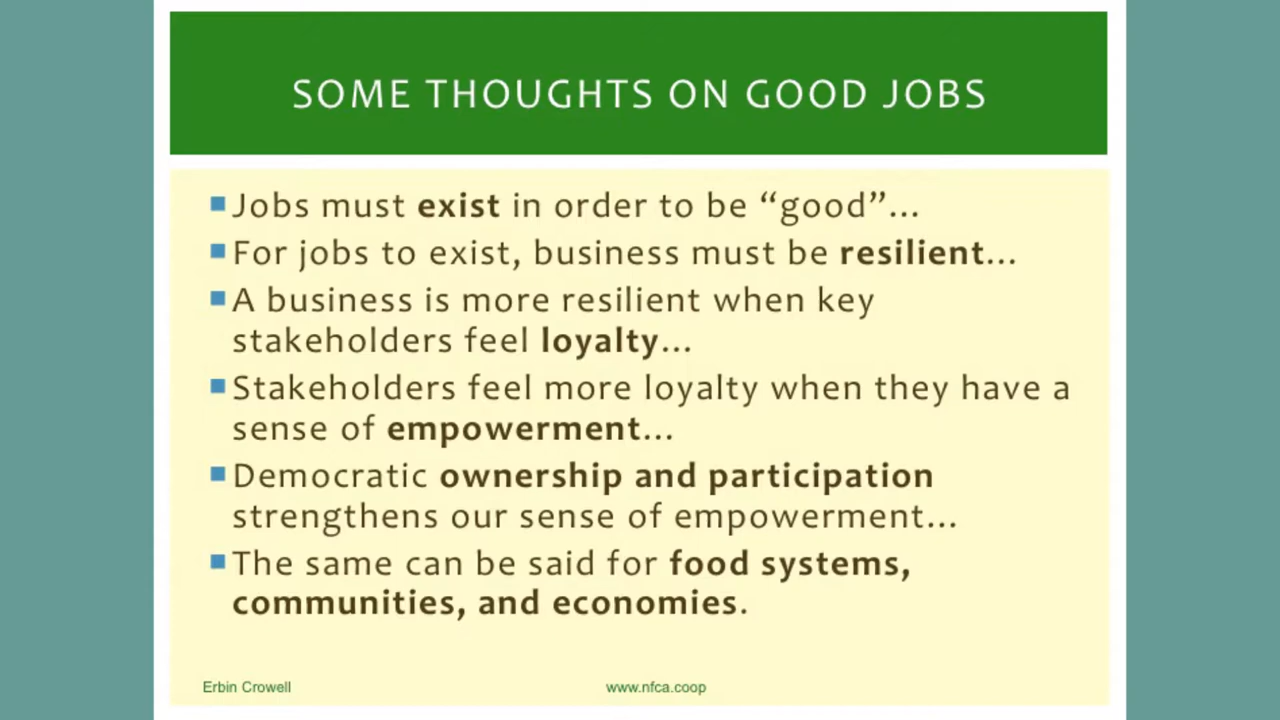 SOME THOUGHTS ON GOOD JOBS
Jobs must exist in order to be “good”...
For jobs to exist, business must be resilient...
A business is more resilient when key
stakeholders feel loyalty...
Stakeholders feel more loyalty when they have a
sense of empowerment...
Democratic ownership and participation
strengthens our sense of empowerment...
The same can be said for food systems,
communities, and economies.
Erbin Crowell
www.nfca.coop